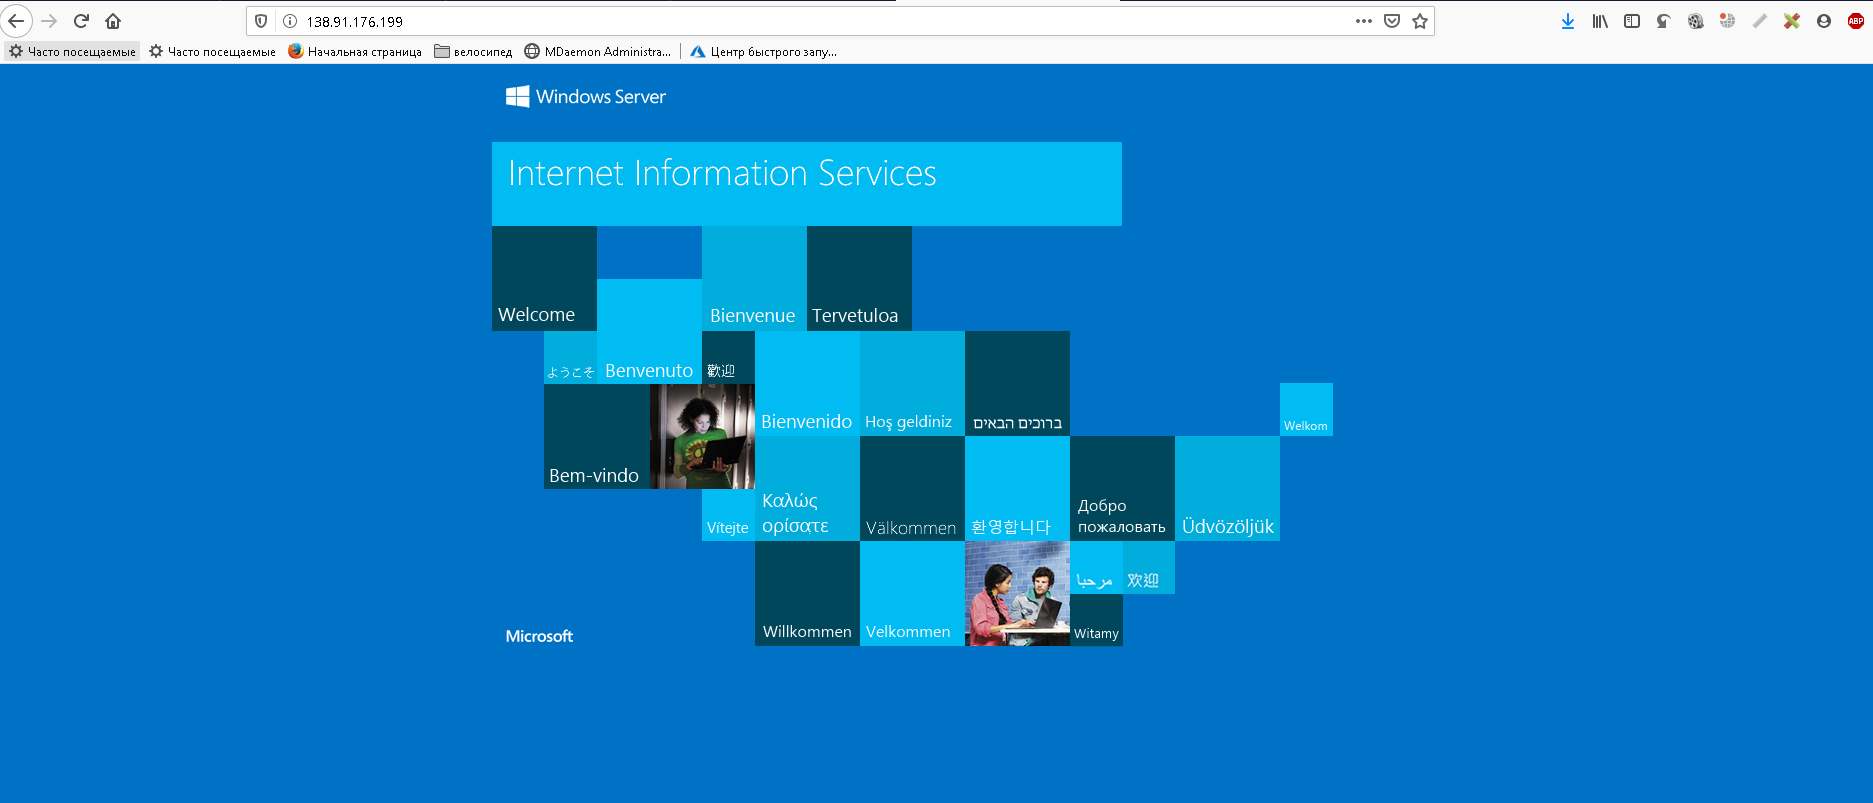 138.91.176.199
Часто посещаемые
Часто посещаемые
Начальная страница
велосипед
MDaemon Administra...
Центр быстрого запу...
ABP
Windows Server
Internet Information Services
Welcome
Bienvenue
Tervetuloa
ようこそ
Benvenuto
歡迎
Bienvenido
Hoş geldiniz
ברוכים הבאים
Welkom
Bem-vindo
Vítejte
Καλώς
ορίσατε
Välkommen
환영합니다
Добро
пожаловать
Üdvözöljük
مرحبا
欢迎
Willkommen
Velkommen
Witamy
Microsoft